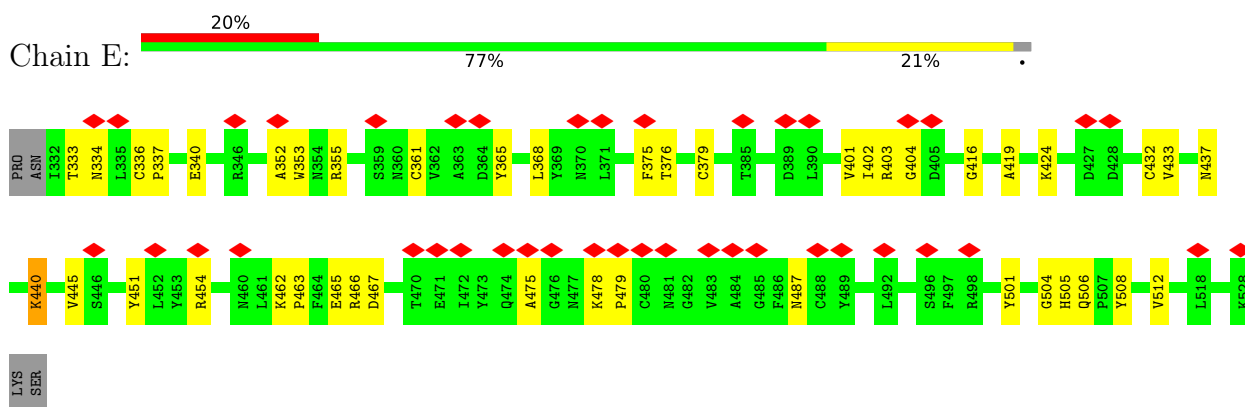 20%
Chain E:
77% 21% •
PRO ASN I332 T333 N334 L335 C336 P337 E340 R346 A352 W353 N354 R355 S359 N360 C361 V362 A363 D364 Y365 L368 Y369 N370 L371 F375 T376 C379 T385 D389 L390 V401 I402 R403 G404 D405 G416 A419 K424 D427 D428 C432 V433 N437
K440 V445 S446 Y451 L452 Y453 R454 N460 L461 K462 P463 F464 E465 R466 D467 T470 E471 I472 Y473 Q474 A475 G476 N477 K478 P479 C480 N481 G482 V483 A484 G485 F486 N487 G488 Y489 L492 S496 F497 R498 Y501 G504 H505 Q506 P507 Y508 V512 L518 K528
LYS SER